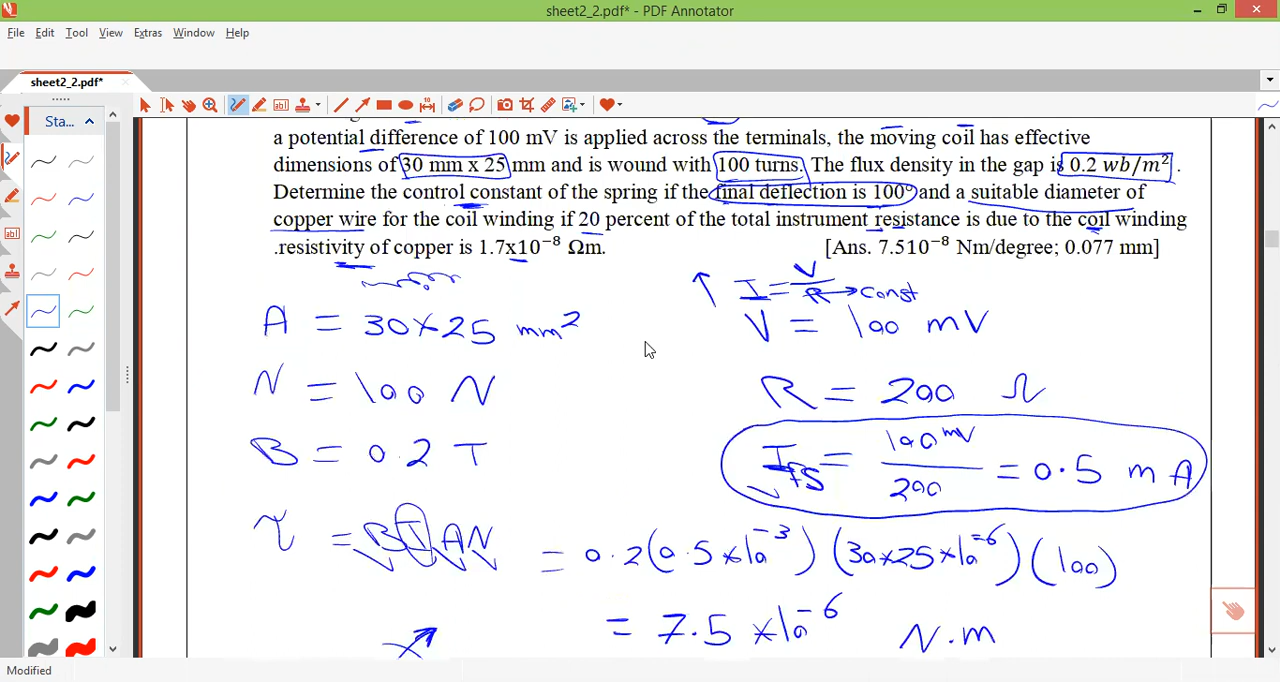 sheet2_2.pdf* - PDF Annotator
File Edit Tool View Extras Window Help
sheet2_2.pdf*
Sta...
a potential difference of 100 mV is applied across the terminals, the moving coil has effective
dimensions of 30 mm x 25 mm and is wound with 100 turns. The flux density in the gap is 0.2 wb/m² .
Determine the control constant of the spring if the final deflection is 100° and a suitable diameter of
copper wire for the coil winding if 20 percent of the total instrument resistance is due to the coil winding
.resistivity of copper is 1.7x10⁻⁸ Ωm. [Ans. 7.510⁻⁸ Nm/degree; 0.077 mm]
↑ I = V/R → const
A = 30×25 mm²
V = 100 mV
N = 100 N
R = 200 Ω
B = 0.2 T
I_FS = 100 mV / 200 = 0.5 mA
τ = BIAN = 0.2(0.5×10⁻³)(30×25×10⁻⁶)(100)
= 7.5×10⁻⁶ N.m
Modified